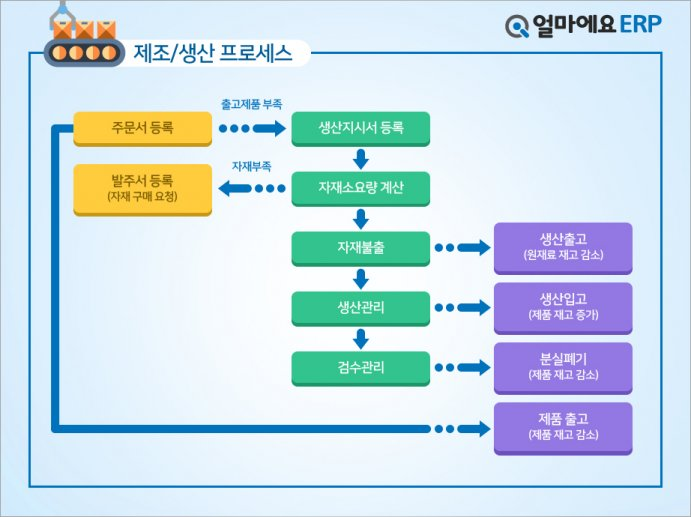 제조/생산 프로세스
얼마에요 ERP
출고제품 부족
주문서 등록
생산지시서 등록
자재부족
발주서 등록
(자재 구매 요청)
자재소요량 계산
자재불출
생산출고
(원재료 재고 감소)
생산관리
생산입고
(제품 재고 증가)
검수관리
분실폐기
(제품 재고 감소)
제품 출고
(제품 재고 감소)